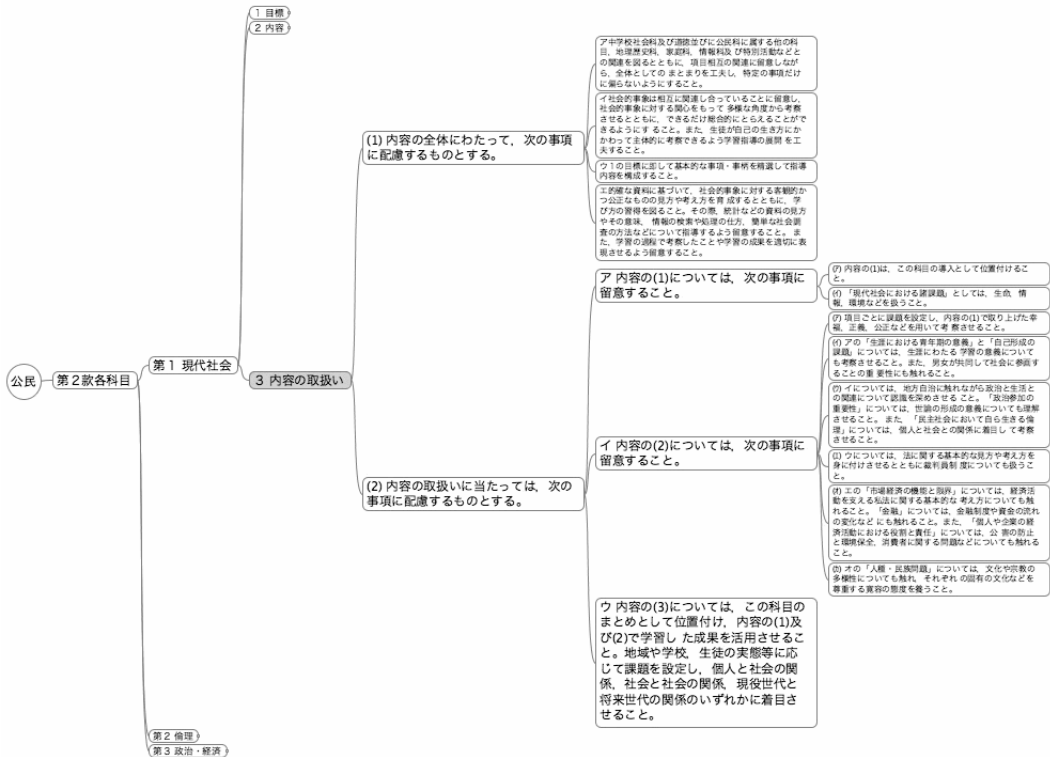 公民
第２款各科目
第１ 現代社会
１ 目標
２ 内容
３ 内容の取扱い
(1) 内容の全体にわたって，次の事項
に配慮するものとする。
ア中学校社会科及び道徳並びに公民科に属する他の科
目，地理歴史科，家庭科，情報科及 び特別活動などと
の関連を図るとともに，項目相互の関連に留意しなが
ら，全体としての まとまりを工夫し，特定の事項だけ
に偏らないようにすること。
イ社会的事象は相互に関連し合っていることに留意し，
社会的事象に対する関心をもって 多様な角度から考察
させるとともに，できるだけ総合的にとらえることがで
きるようにす ること。また，生徒が自己の生き方にか
かわって主体的に考察できるよう学習指導の展開 を工
夫すること。
ウ１の目標に即して基本的な事項・事柄を精選して指導
内容を構成すること。
エ的確な資料に基づいて，社会的事象に対する客観的か
つ公正なものの見方や考え方を育 成するとともに，学
び方の習得を図ること。その際，統計などの資料の見方
やその意味， 情報の検索や処理の仕方，簡単な社会調
査の方法などについて指導するよう留意すること。 ま
た，学習の過程で考察したことや学習の成果を適切に表
現させるよう留意すること。
(2) 内容の取扱いに当たっては，次の
事項に配慮するものとする。
ア 内容の(1)については，次の事項に
留意すること。
(ｱ) 内容の(1)は，この科目の導入として位置付けるこ
と。
(ｲ) 「現代社会における諸課題」としては，生命，情
報，環境などを扱うこと。
イ 内容の(2)については，次の事項に
留意すること。
(ｱ) 項目ごとに課題を設定し，内容の(1)で取り上げた幸
福，正義，公正などを用いて考 察させること。
(ｲ) アの「生涯における青年期の意義」と「自己形成の
課題」については，生涯にわたる 学習の意義について
も考察させること。また，男女が共同して社会に参画す
ることの重 要性にも触れること。
(ｳ) イについては，地方自治に触れながら政治と生活と
の関連について認識を深めさせる こと。「政治参加の
重要性」については，世論の形成の意義についても理解
させること。 また，「民主社会において自ら生きる倫
理」については，個人と社会との関係に着目し て考察
させること。
(ｴ) ウについては，法に関する基本的な見方や考え方を
身に付けさせるとともに裁判員制 度についても扱うこ
と。
(ｵ) エの「市場経済の機能と限界」については，経済活
動を支える私法に関する基本的な 考え方についても触
れること。「金融」については，金融制度や資金の流れ
の変化など にも触れること。また，「個人や企業の経
済活動における役割と責任」については，公 害の防止
と環境保全，消費者に関する問題などについても触れる
こと。
(ｶ) オの「人種・民族問題」については，文化や宗教の
多様性についても触れ，それぞれ の固有の文化などを
尊重する寛容の態度を養うこと。
ウ 内容の(3)については，この科目の
まとめとして位置付け，内容の(1)及
び(2)で学習し た成果を活用させるこ
と。地域や学校，生徒の実態等に応
じて課題を設定し，個人と社会の関
係，社会と社会の関係，現役世代と
将来世代の関係のいずれかに着目さ
せること。
第２ 倫理
第３ 政治・経済